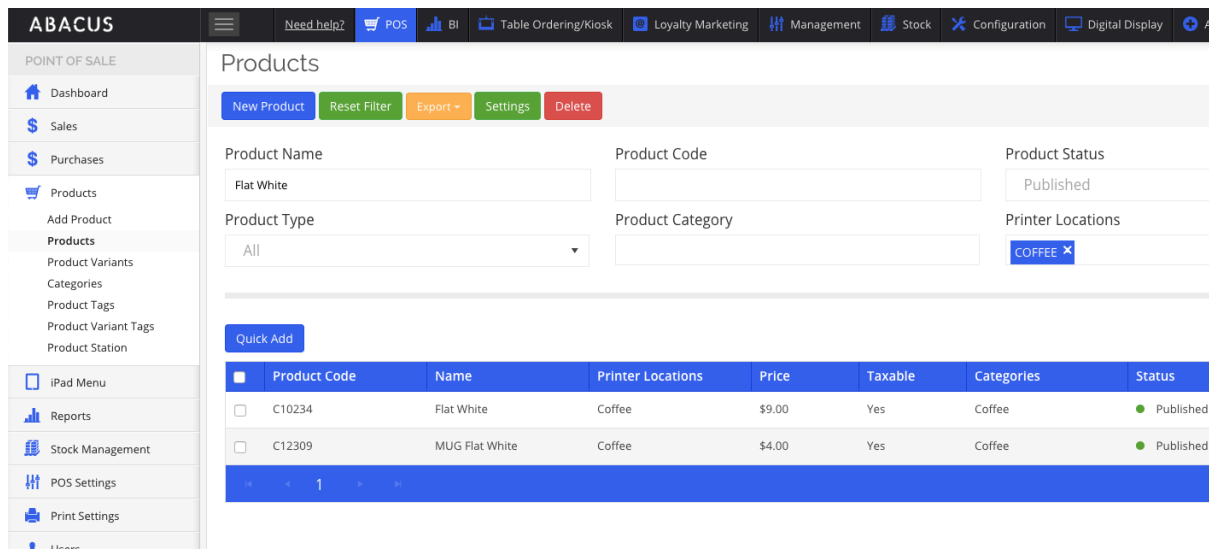 ABACUS
Need help? POS BI Table Ordering/Kiosk Loyalty Marketing Management Stock Configuration Digital Display A
POINT OF SALE
Products
Dashboard
New Product Reset Filter Export Settings Delete
Sales
Purchases
Product Name Product Code Product Status
Flat White Published
Products
Add Product
Product Type Product Category Printer Locations
Products
All COFFEE
Product Variants
Categories
Product Tags
Product Variant Tags
Quick Add
Product Station
Product Code Name Printer Locations Price Taxable Categories Status
iPad Menu
C10234 Flat White Coffee $9.00 Yes Coffee Published
Reports
C12309 MUG Flat White Coffee $4.00 Yes Coffee Published
Stock Management
1
POS Settings
Print Settings
Users